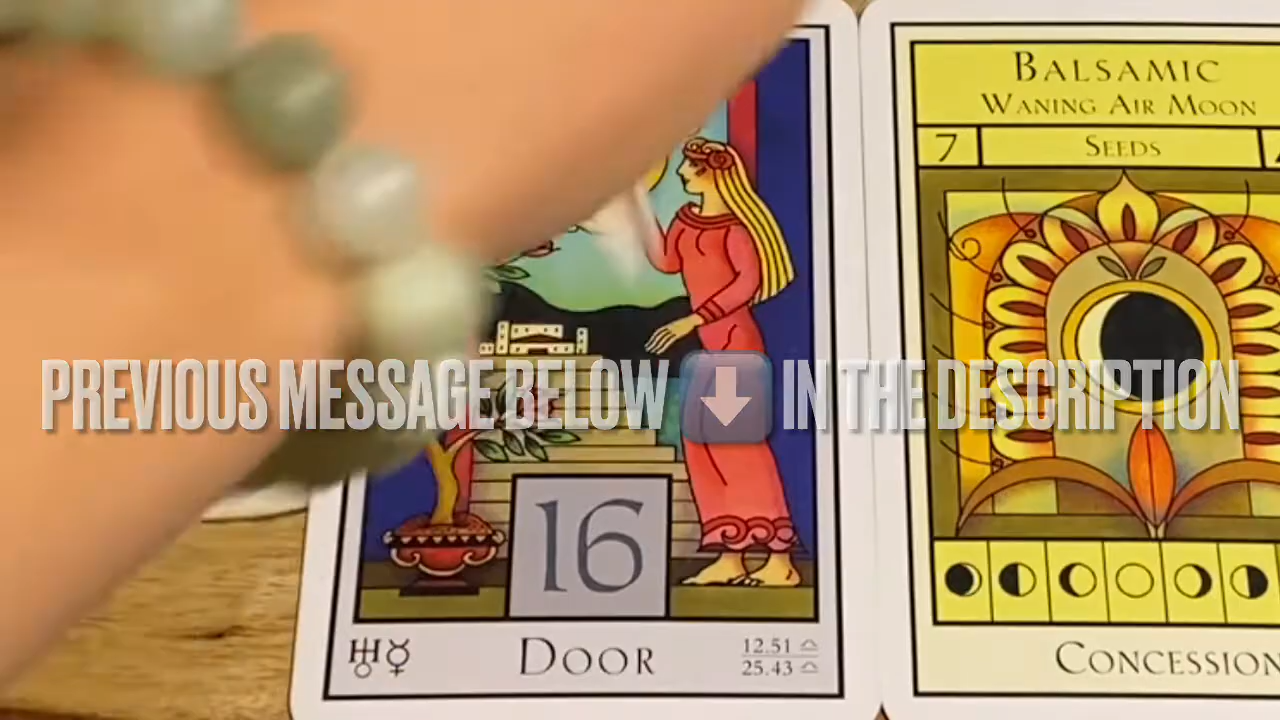 BALSAMIC
WANING AIR MOON
7 SEEDS
PREVIOUS MESSAGE BELOW ⬇ IN THE DESCRIPTION
16
DOOR
12.51 ♎
25.43 ♎
CONCESSION